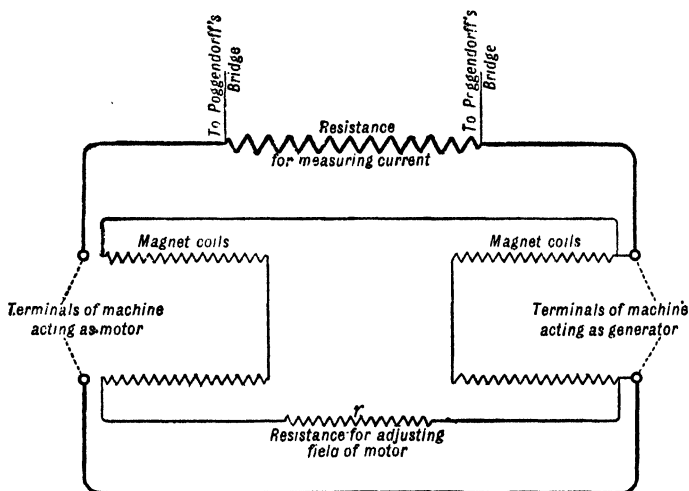 To Poggendorff's
Bridge
To Proggendorff's
Bridge
Resistance
for measuring current
Magnet coils
Magnet coils
Terminals of machine
acting as motor
Terminals of machine
acting as generator
r
Resistance for adjusting
field of motor